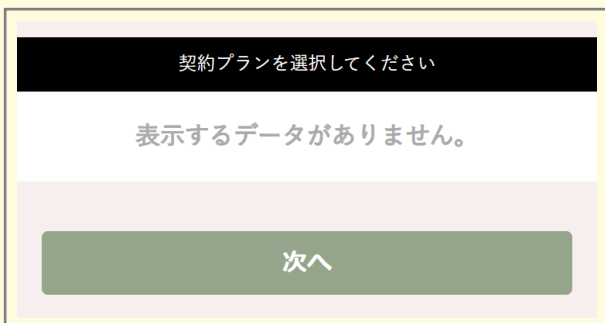 契約プランを選択してください
表示するデータがありません。
次へ